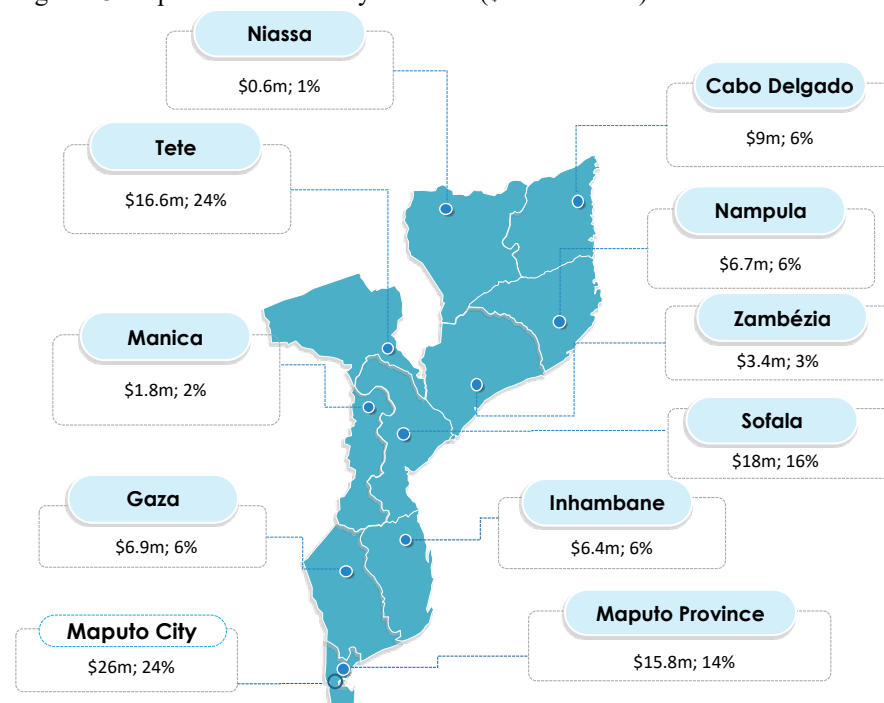 Niassa
$0.6m; 1%
Cabo Delgado
$9m; 6%
Tete
$16.6m; 24%
Nampula
$6.7m; 6%
Manica
$1.8m; 2%
Zambézia
$3.4m; 3%
Sofala
$18m; 16%
Gaza
$6.9m; 6%
Inhambane
$6.4m; 6%
Maputo City
$26m; 24%
Maputo Province
$15.8m; 14%